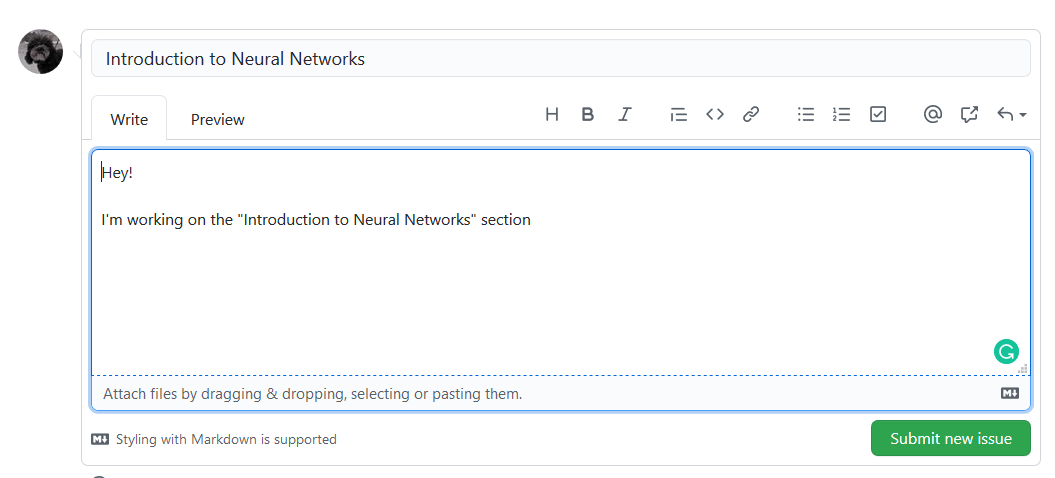 Introduction to Neural Networks
Write Preview H B I @
Hey!
I'm working on the "Introduction to Neural Networks" section
Attach files by dragging & dropping, selecting or pasting them.
Styling with Markdown is supported
Submit new issue